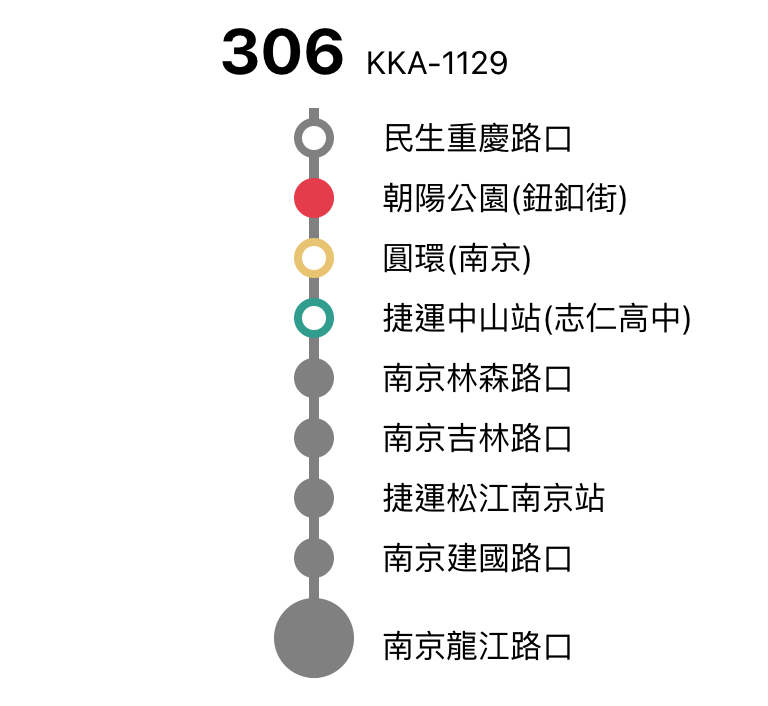 306 KKA-1129
民生重慶路口
朝陽公園(鈕釦街)
圓環(南京)
捷運中山站(志仁高中)
南京林森路口
南京吉林路口
捷運松江南京站
南京建國路口
南京龍江路口